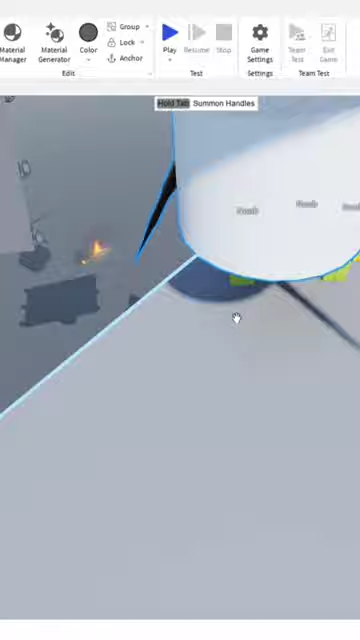 Material Manager
Material Generator
Color
Group
Lock
Anchor
Play
Resume
Stop
Game Settings
Team Test
Exit Game
Edit
Test
Settings
Team Test
Hold Tab Summon Handles